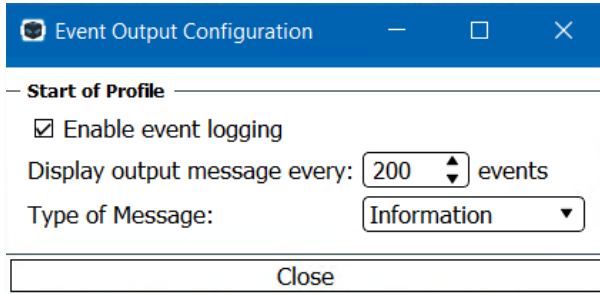 Event Output Configuration
Start of Profile
Enable event logging
Display output message every: 200 events
Type of Message: Information
Close